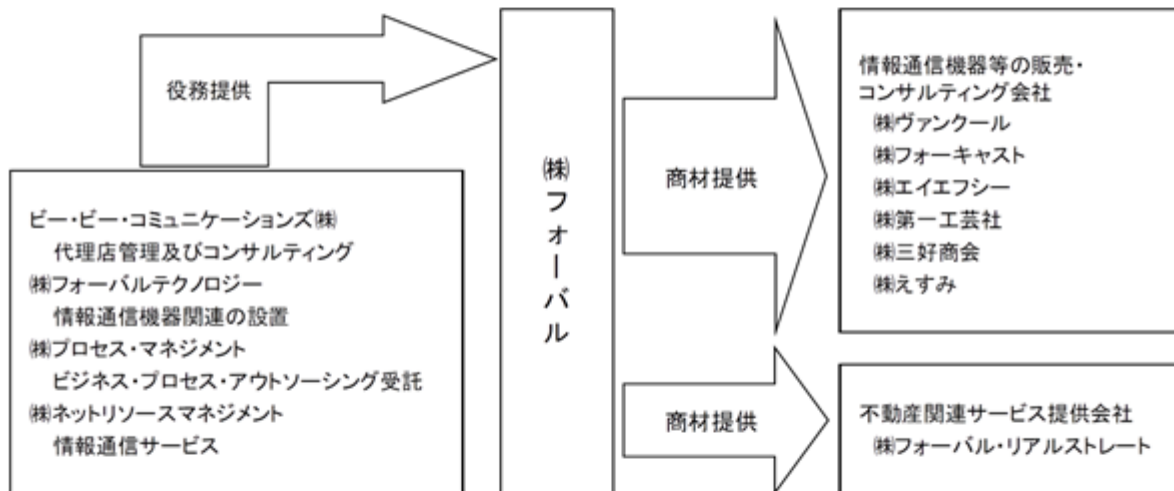 役務提供
ビー・ビー・コミュニケーションズ㈱
代理店管理及びコンサルティング
㈱フォーバルテクノロジー
情報通信機器関連の設置
㈱プロセス・マネジメント
ビジネス・プロセス・アウトソーシング受託
㈱ネットリソースマネジメント
情報通信サービス
㈱フォーバル
商材提供
情報通信機器等の販売・
コンサルティング会社
㈱ヴァンクール
㈱フォーキャスト
㈱エイエフシー
㈱第一工芸社
㈱三好商会
㈱えすみ
商材提供
不動産関連サービス提供会社
㈱フォーバル・リアルストレート